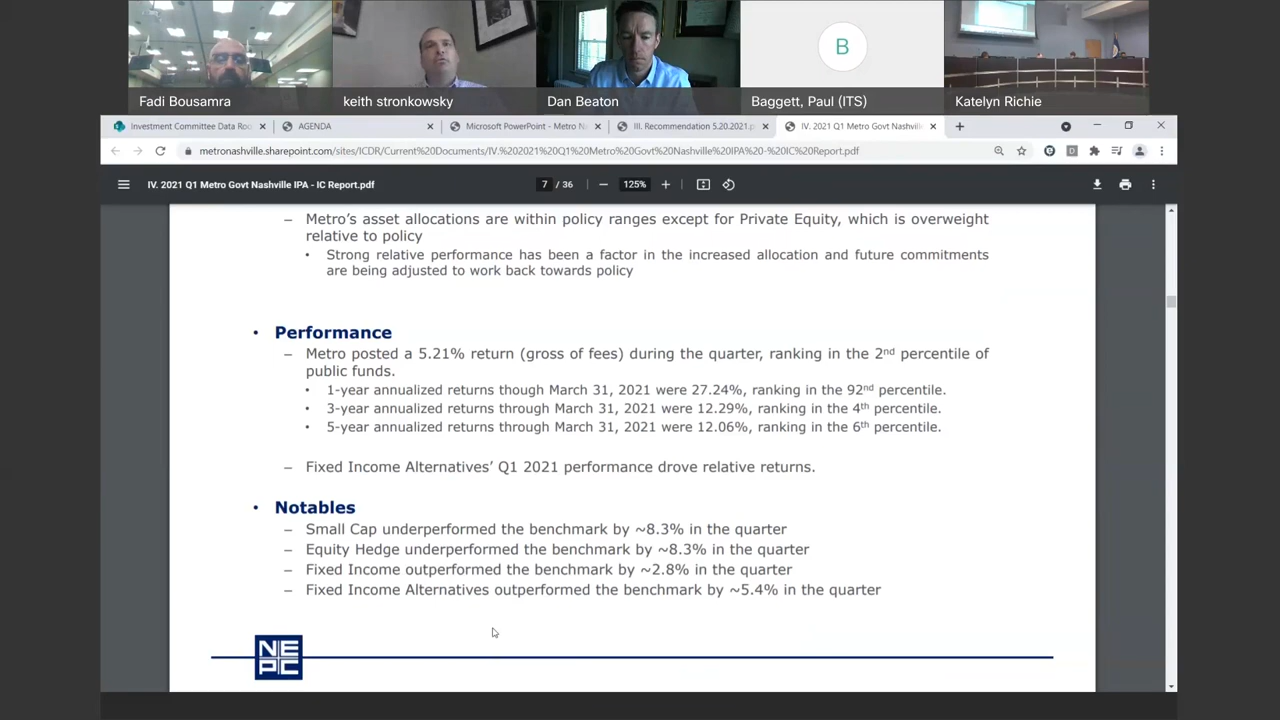 B
Fadi Bousamra
keith stronkowsky
Dan Beaton
Baggett, Paul (ITS)
Katelyn Richie
Investment Committee Data Roo
AGENDA
Microsoft PowerPoint - Metro N
III. Recommendation 5.20.2021.p
IV. 2021 Q1 Metro Govt Nashville
metronashville.sharepoint.com/sites/ICDR/Current%20Documents/IV.%202021%20Q1%20Metro%20Govt%20Nashville%20IPA%20-%20IC%20Report.pdf
IV. 2021 Q1 Metro Govt Nashville IPA - IC Report.pdf
7 / 36
125%
– Metro's asset allocations are within policy ranges except for Private Equity, which is overweight
relative to policy
• Strong relative performance has been a factor in the increased allocation and future commitments
are being adjusted to work back towards policy
• Performance
– Metro posted a 5.21% return (gross of fees) during the quarter, ranking in the 2nd percentile of
public funds.
• 1-year annualized returns though March 31, 2021 were 27.24%, ranking in the 92nd percentile.
• 3-year annualized returns through March 31, 2021 were 12.29%, ranking in the 4th percentile.
• 5-year annualized returns through March 31, 2021 were 12.06%, ranking in the 6th percentile.
– Fixed Income Alternatives' Q1 2021 performance drove relative returns.
• Notables
– Small Cap underperformed the benchmark by ~8.3% in the quarter
– Equity Hedge underperformed the benchmark by ~8.3% in the quarter
– Fixed Income outperformed the benchmark by ~2.8% in the quarter
– Fixed Income Alternatives outperformed the benchmark by ~5.4% in the quarter
NE
PC